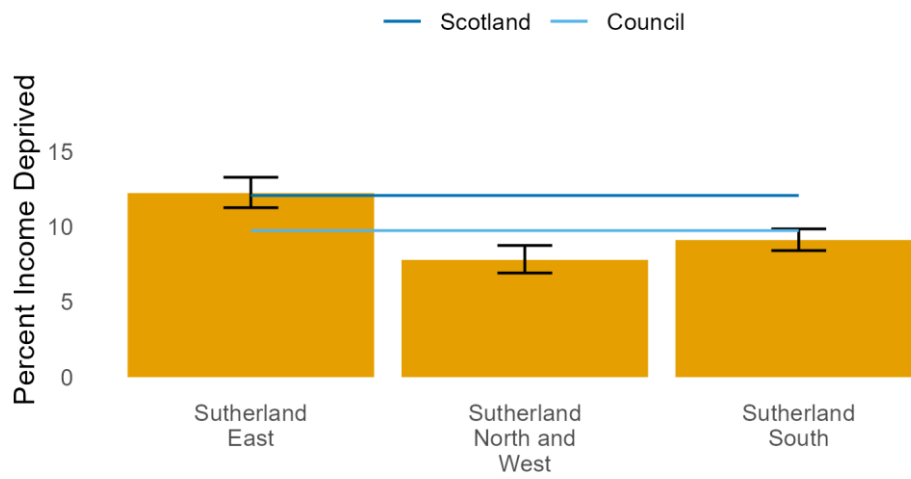 Scotland Council
Percent Income Deprived
15
10
5
0
Sutherland
East
Sutherland
North and
West
Sutherland
South